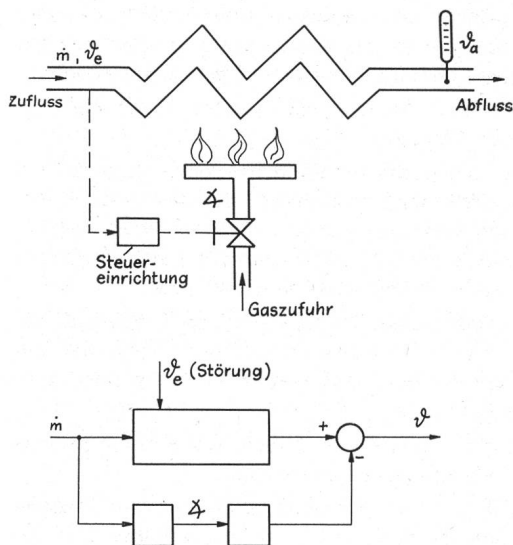 ṁ, ϑe
ϑa
Zufluss
Abfluss
∡
Steuer-
einrichtung
Gaszufuhr
ϑe (Störung)
ṁ
+
ϑ
-
∡